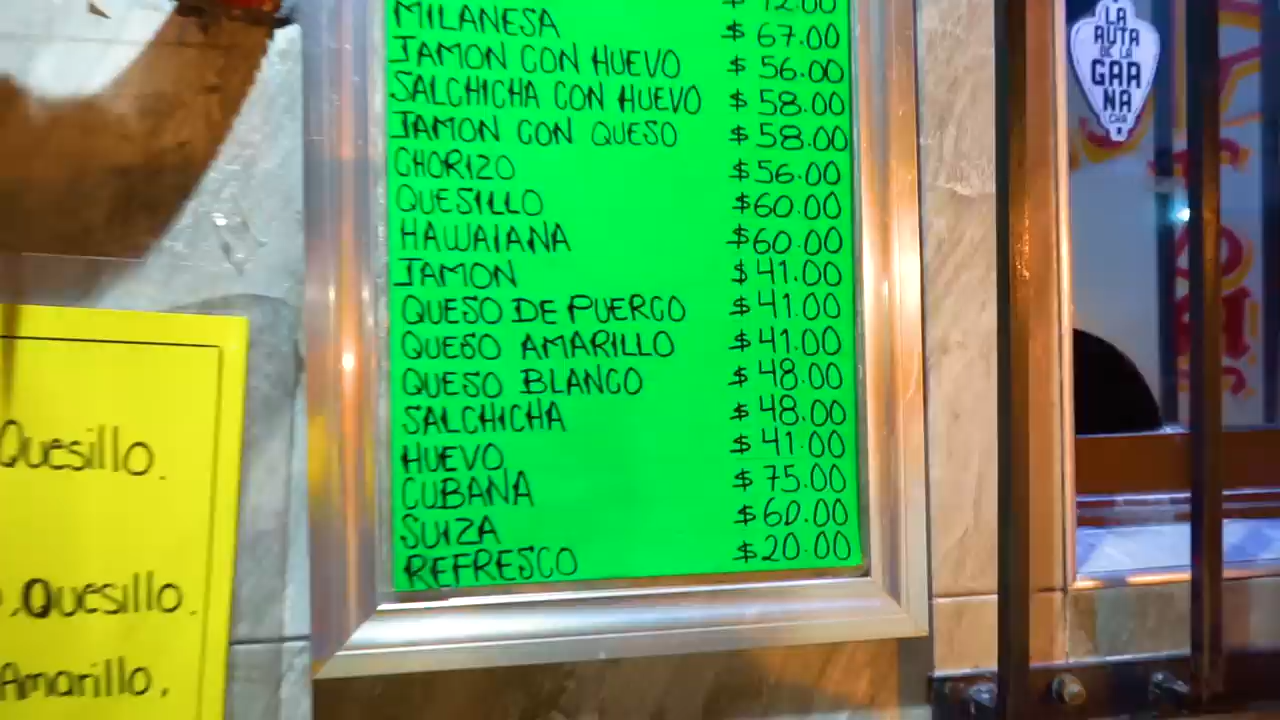 MILANESA $ 67.00
JAMON CON HUEVO $ 56.00
SALCHICHA CON HUEVO $ 58.00
JAMON CON QUESO $ 58.00
CHORIZO $ 56.00
QUESILLO $ 60.00
HAWAIANA $ 60.00
JAMON $ 41.00
QUESO DE PUERCO $ 41.00
QUESO AMARILLO $ 41.00
QUESO BLANCO $ 48.00
SALCHICHA $ 48.00
HUEVO $ 41.00
CUBANA $ 75.00
SUIZA $ 60.00
REFRESCO $ 20.00
Quesillo.
, Quesillo.
Amarillo,
LA
RUTA
DE LA
GAR
NA
CHA